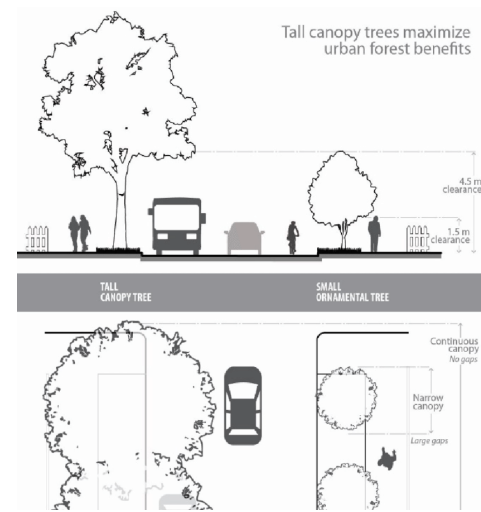 Tall canopy trees maximize
urban forest benefits
4.5 m
clearance
1.5 m
clearance
TALL
CANOPY TREE
SMALL
ORNAMENTAL TREE
Continuous
canopy
No gaps
Narrow
canopy
Large gaps